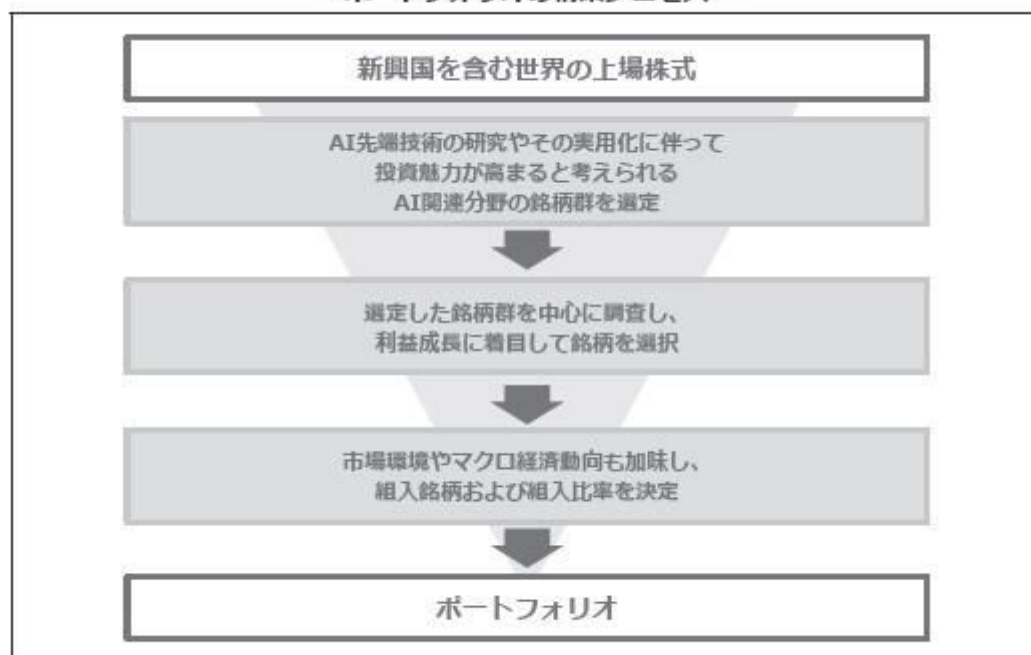 新興国を含む世界の上場株式
AI先端技術の研究やその実用化に伴って
投資魅力が高まると考えられる
AI関連分野の銘柄群を選定
選定した銘柄群を中心に調査し、
利益成長に着目して銘柄を選択
市場環境やマクロ経済動向も加味し、
組入銘柄および組入比率を決定
ポートフォリオ